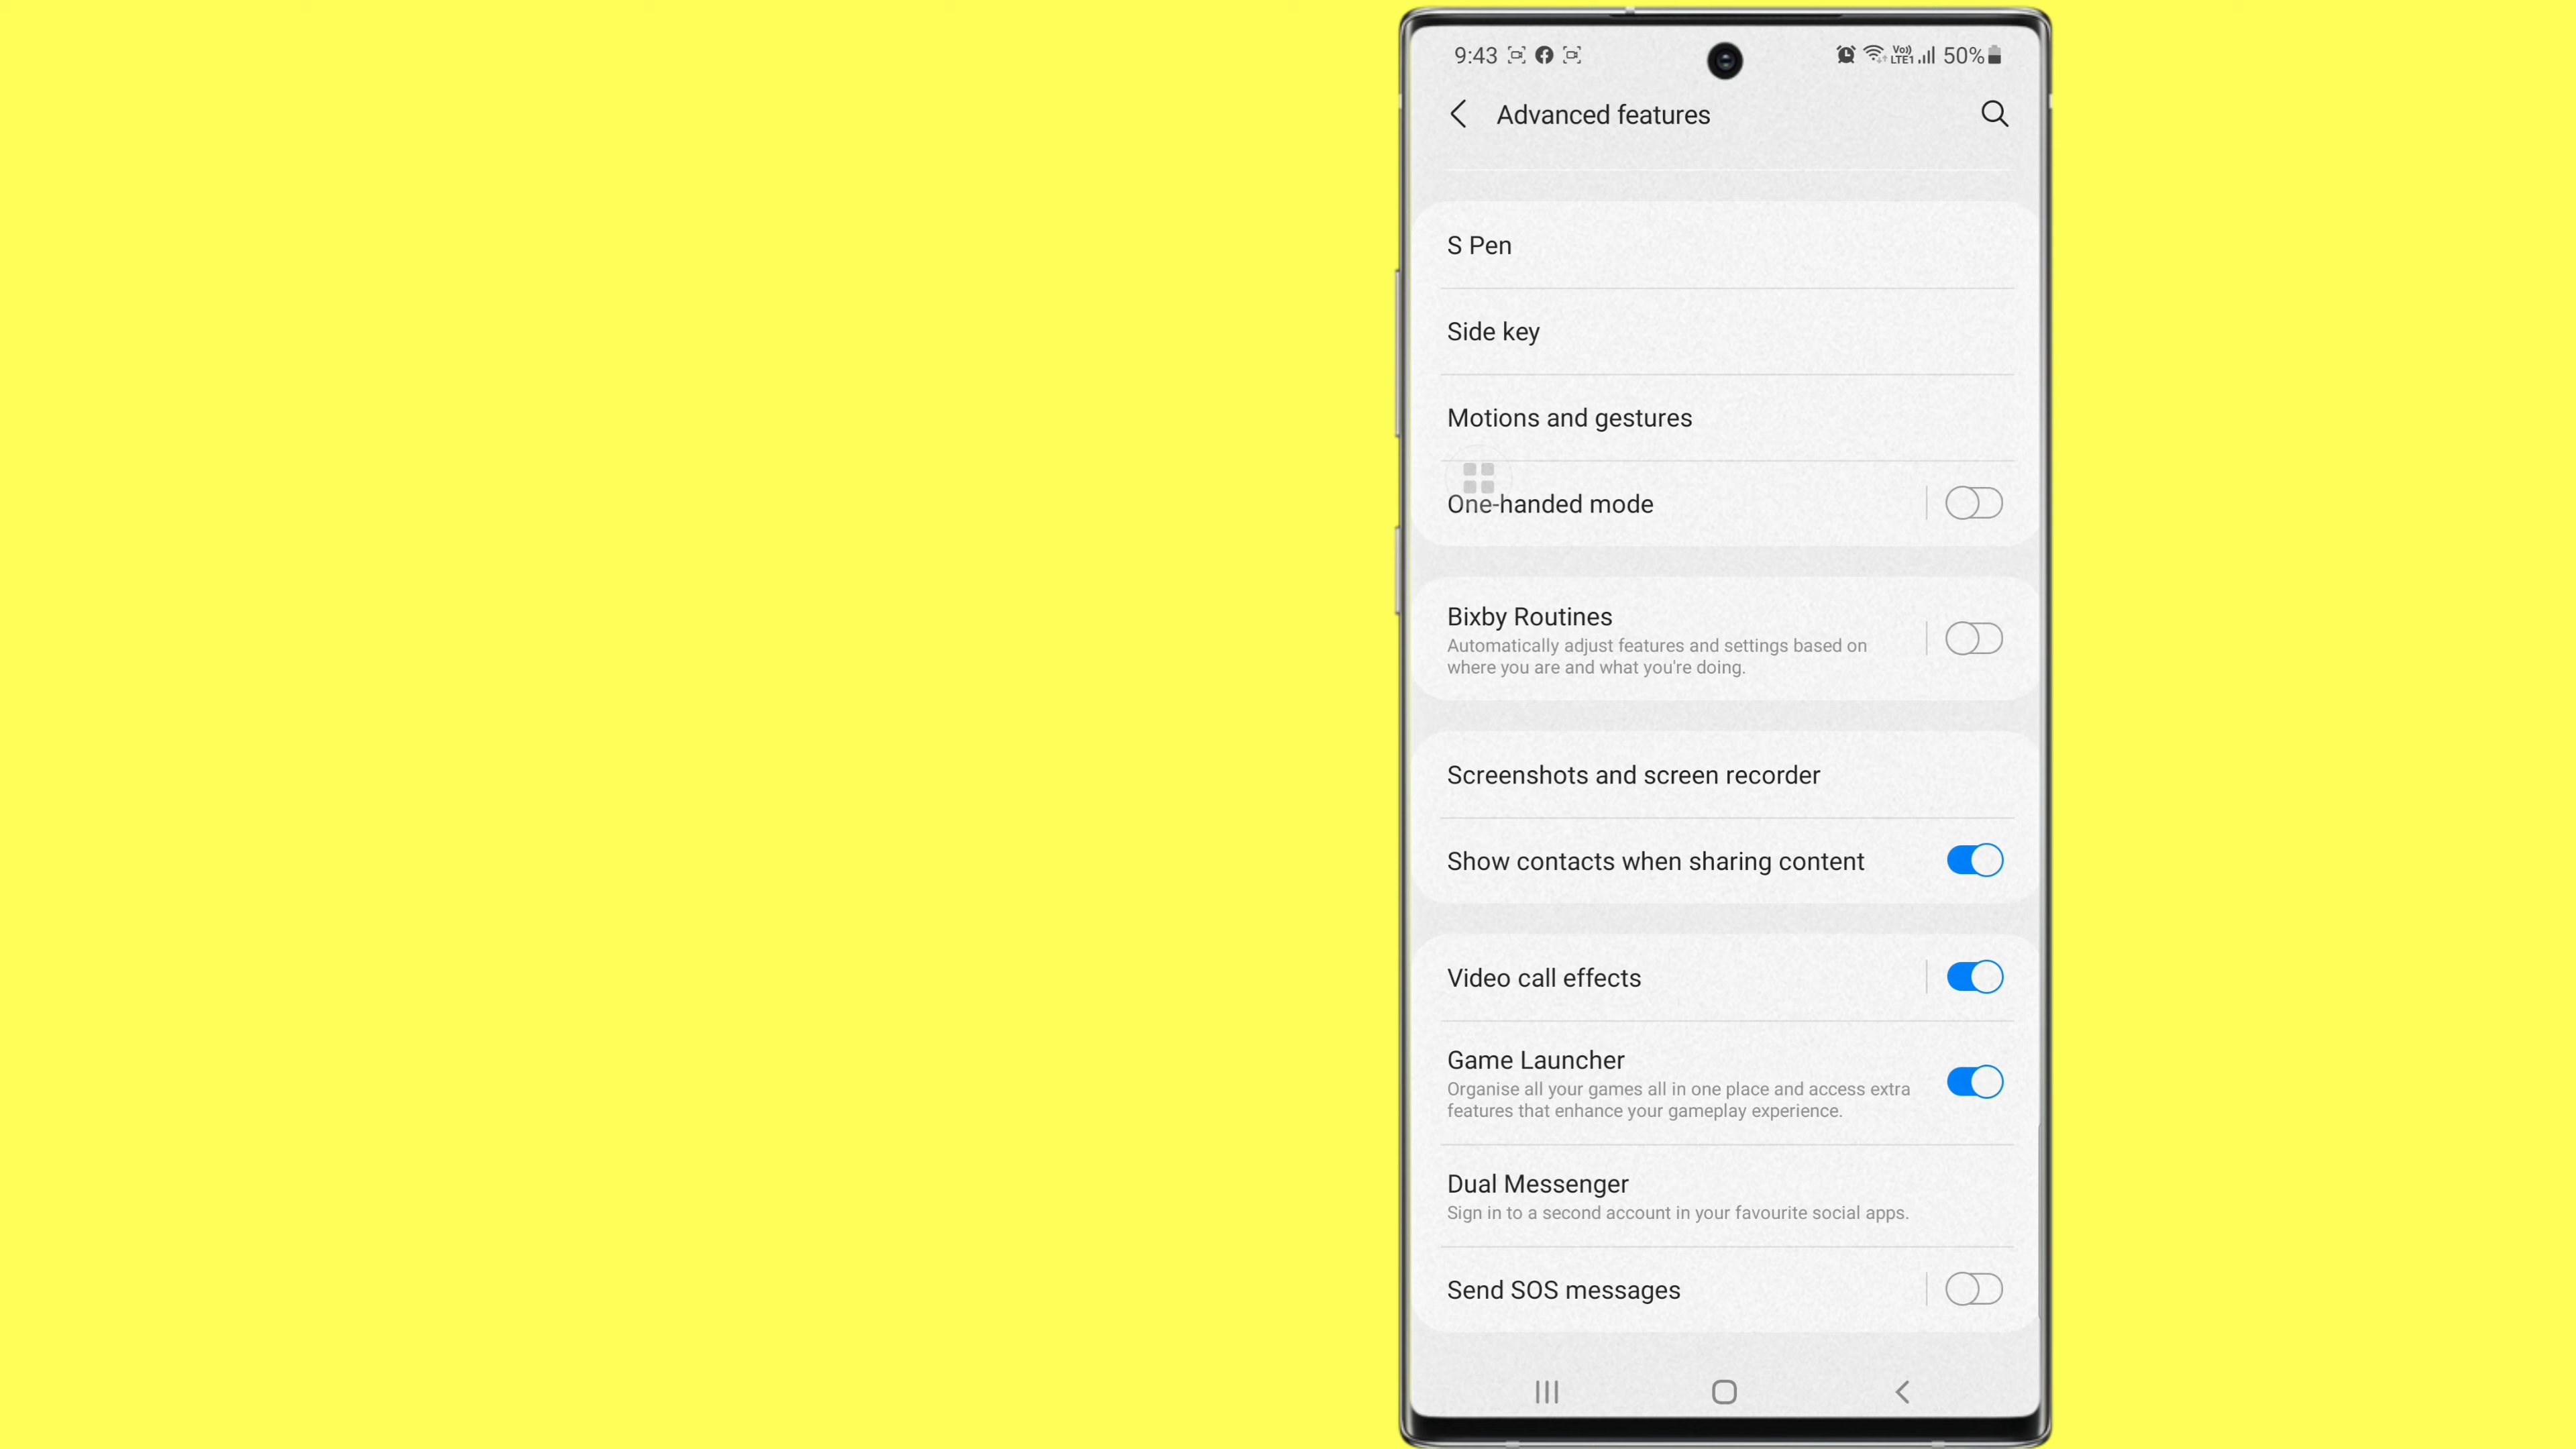 9:43
Vo)) LTE1 50%
Advanced features
S Pen
Side key
Motions and gestures
One-handed mode
Bixby Routines
Automatically adjust features and settings based on
where you are and what you're doing.
Screenshots and screen recorder
Show contacts when sharing content
Video call effects
Game Launcher
Organise all your games all in one place and access extra
features that enhance your gameplay experience.
Dual Messenger
Sign in to a second account in your favourite social apps.
Send SOS messages